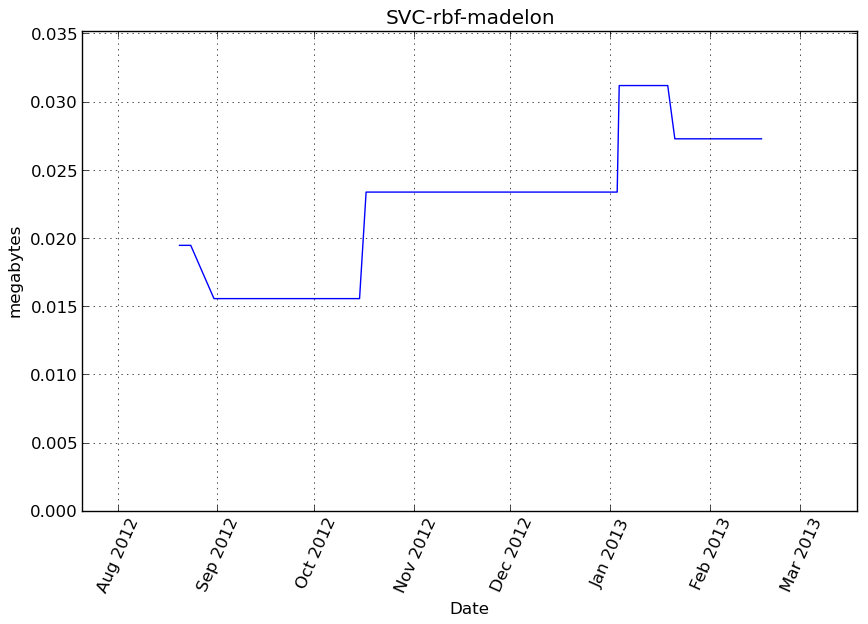 SVC-rbf-madelon
0.035
0.030
0.025
0.020
0.015
0.010
0.005
0.000
megabytes
Aug 2012
Sep 2012
Oct 2012
Nov 2012
Dec 2012
Jan 2013
Feb 2013
Mar 2013
Date